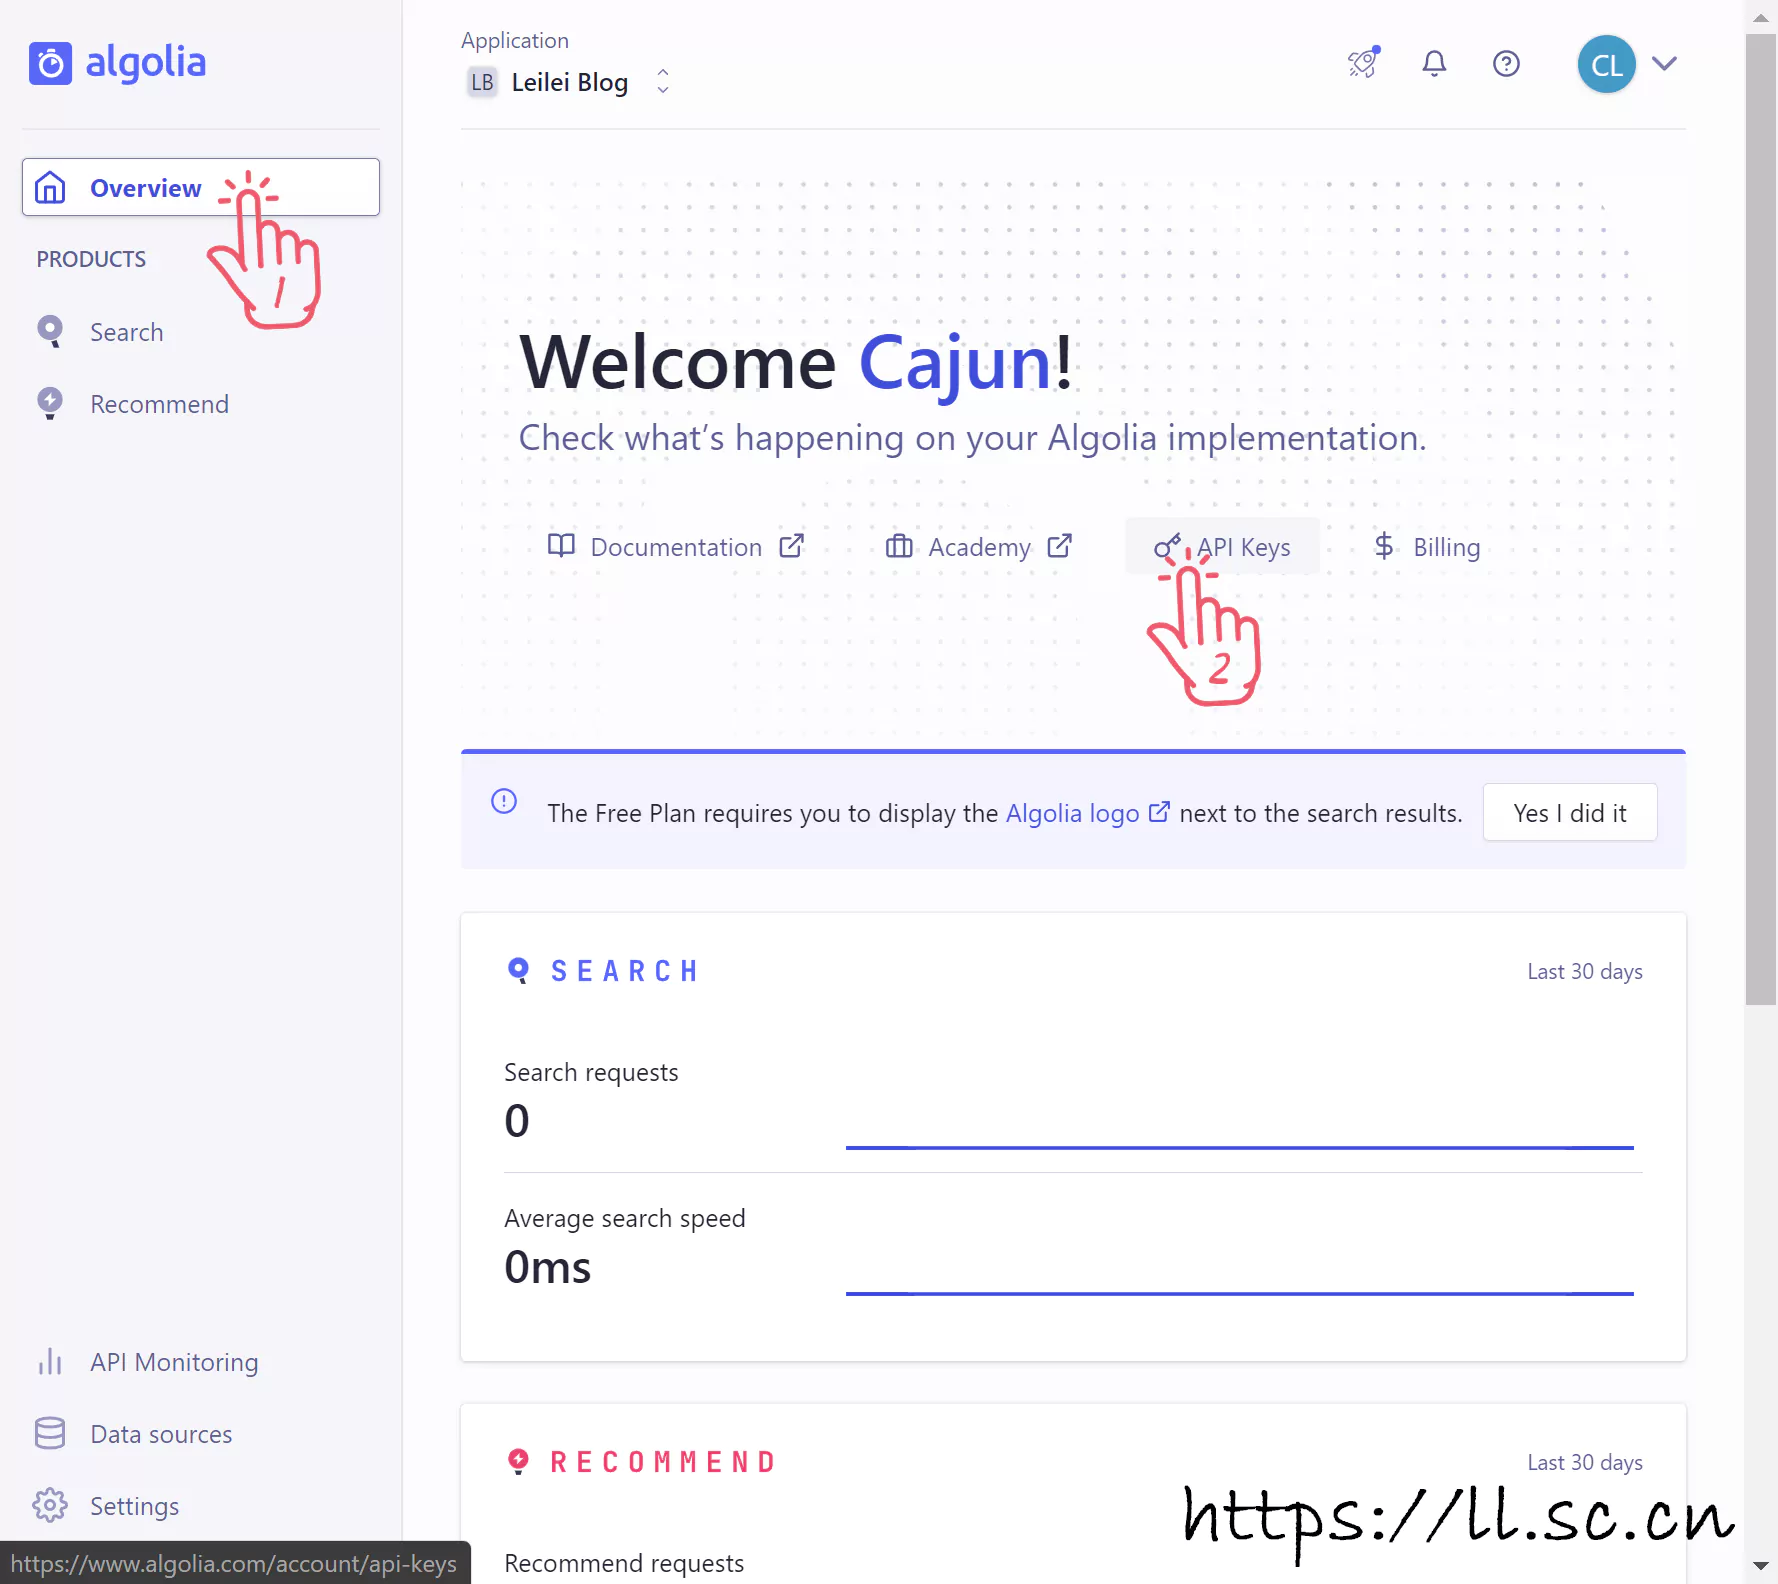 algolia
Application
LB Leilei Blog
CL
Overview
1
PRODUCTS
Search
Recommend
Welcome Cajun!
Check what’s happening on your Algolia implementation.
Documentation
Academy
API Keys
Billing
2
The Free Plan requires you to display the Algolia logo next to the search results.
Yes I did it
SEARCH
Last 30 days
Search requests
0
Average search speed
0ms
API Monitoring
Data sources
Settings
RECOMMEND
Last 30 days
https://ll.sc.cn
Recommend requests
https://www.algolia.com/account/api-keys